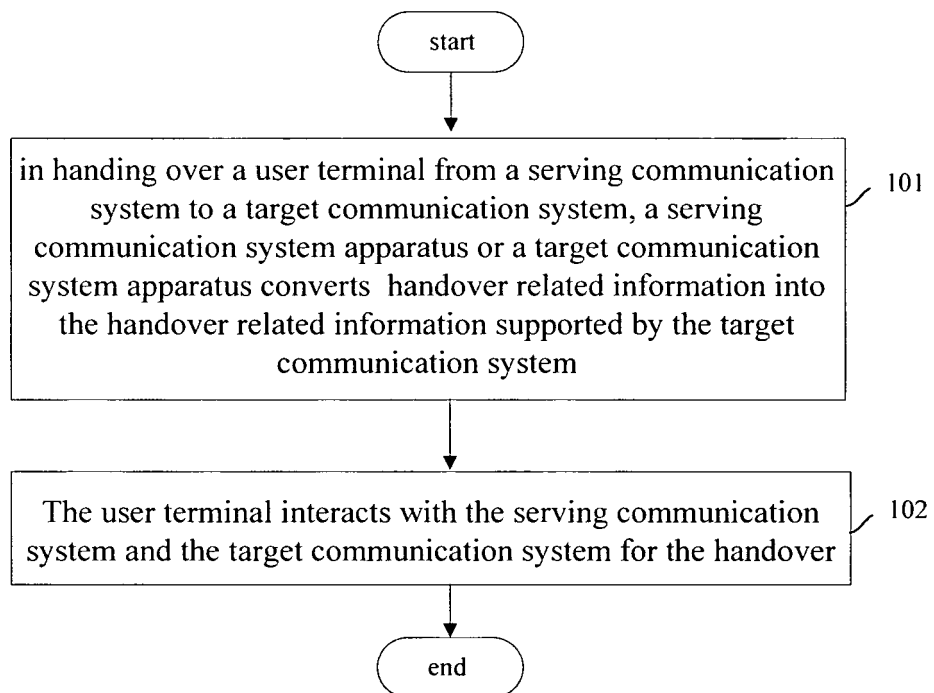 start
in handing over a user terminal from a serving communication
system to a target communication system, a serving
communication system apparatus or a target communication
system apparatus converts handover related information into
the handover related information supported by the target
communication system
101
The user terminal interacts with the serving communication
system and the target communication system for the handover
102
end